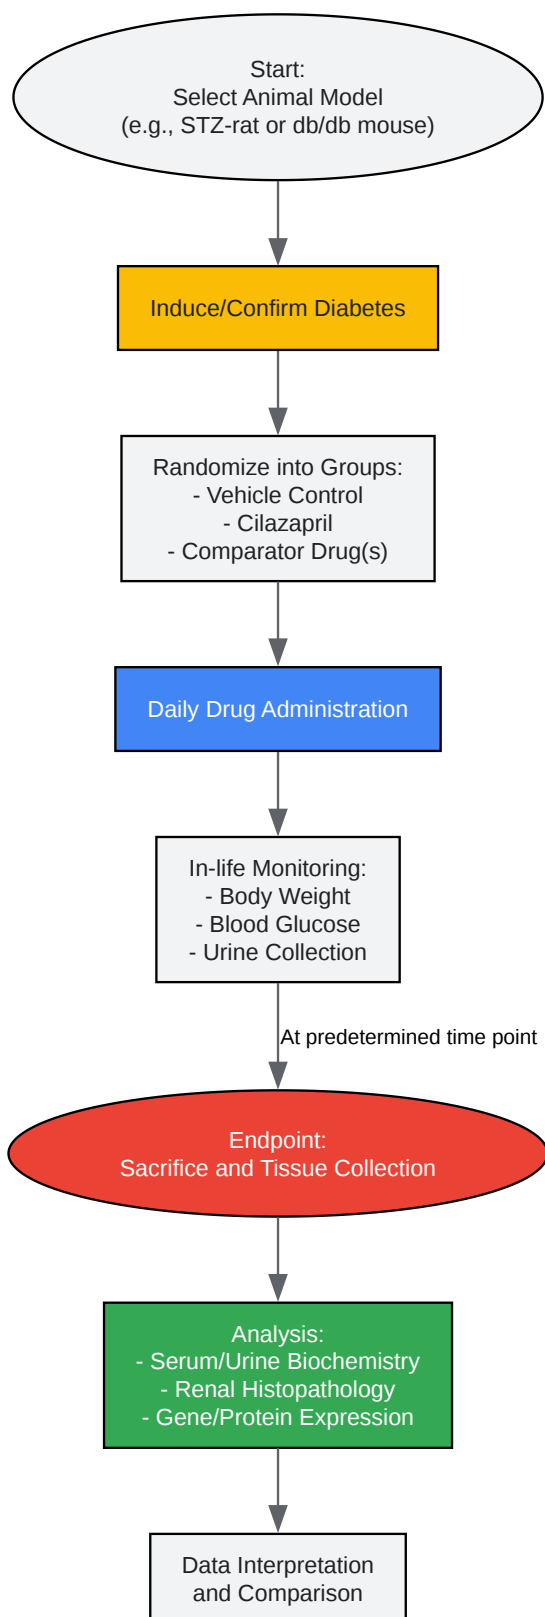 Start:
Select Animal Model
(e.g., STZ-rat or db/db mouse)
Induce/Confirm Diabetes
Randomize into Groups:
- Vehicle Control
- Cilazapril
- Comparator Drug(s)
Daily Drug Administration
In-life Monitoring:
- Body Weight
- Blood Glucose
- Urine Collection
At predetermined time point
Endpoint:
Sacrifice and Tissue Collection
Analysis:
- Serum/Urine Biochemistry
- Renal Histopathology
- Gene/Protein Expression
Data Interpretation
and Comparison